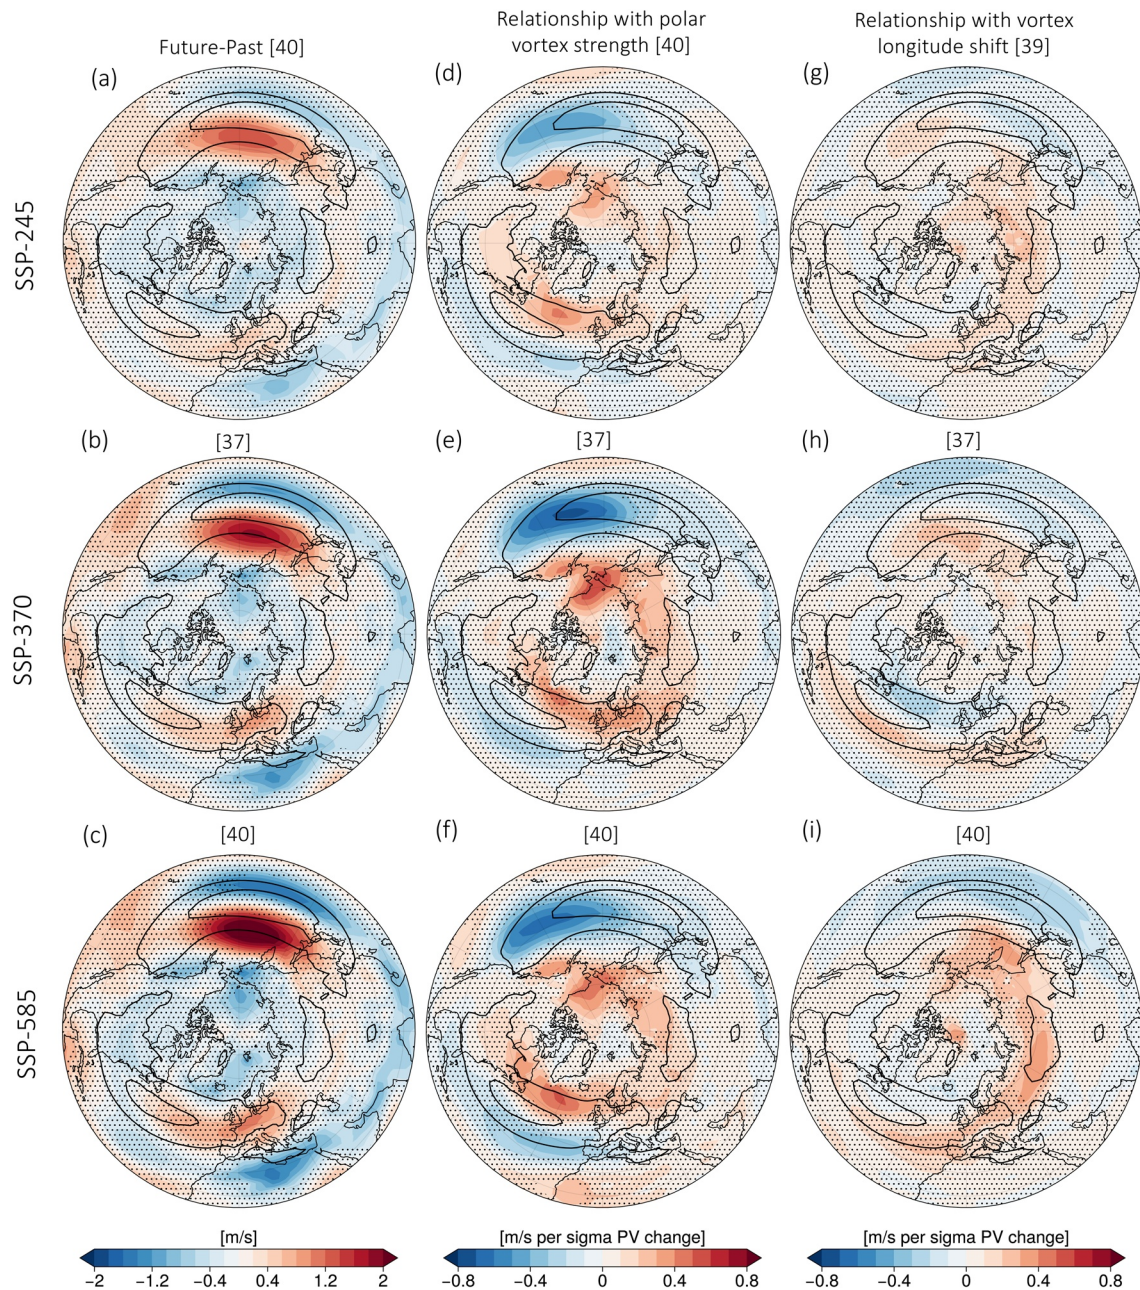 Future-Past [40]
Relationship with polar
vortex strength [40]
Relationship with vortex
longitude shift [39]
(a)
(d)
(g)
SSP-245
(b)
[37]
(e)
[37]
(h)
[37]
SSP-370
(c)
[40]
(f)
[40]
(i)
[40]
SSP-585
[m/s]
−2 −1.2 −0.4 0.4 1.2 2
[m/s per sigma PV change]
−0.8 −0.4 0 0.4 0.8
[m/s per sigma PV change]
−0.8 −0.4 0 0.4 0.8